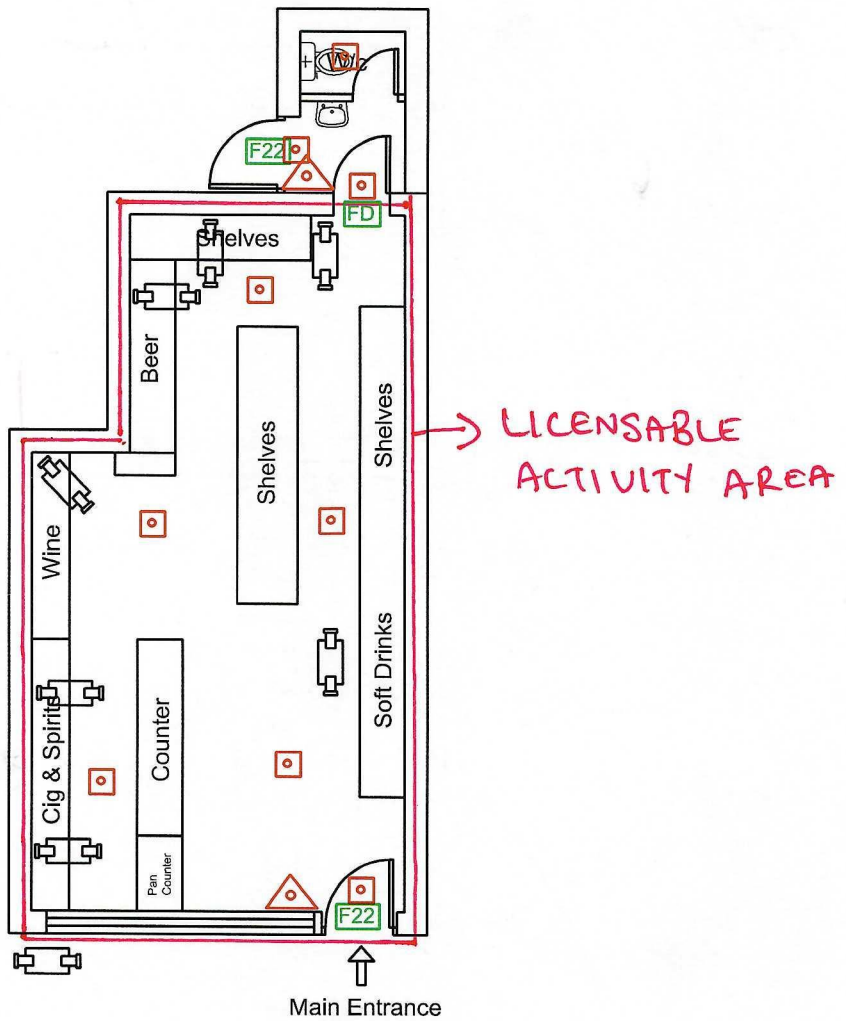 F22
FD
Shelves
Beer
Shelves
Shelves
LICENSABLE
ACTIVITY AREA
Wine
Soft Drinks
Cig & Spirits
Counter
Pan
Counter
F22
Main Entrance